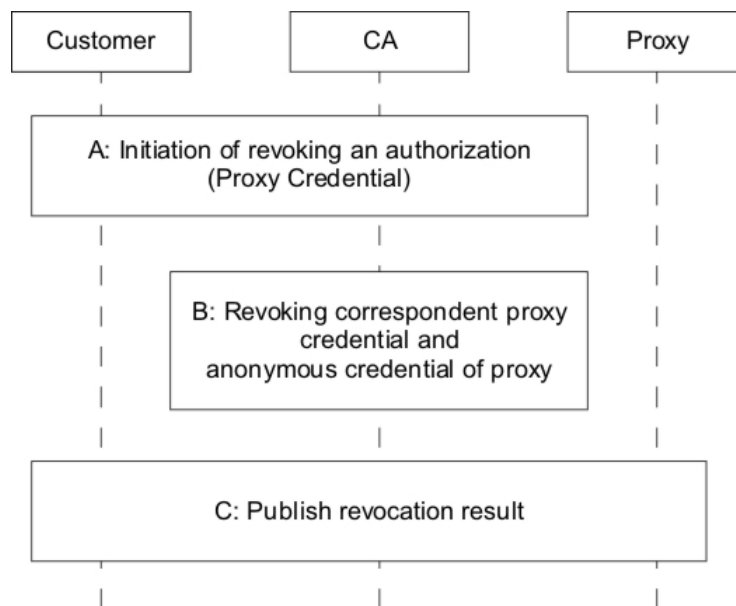 Customer
CA
Proxy
A: Initiation of revoking an authorization
(Proxy Credential)
B: Revoking correspondent proxy
credential and
anonymous credential of proxy
C: Publish revocation result